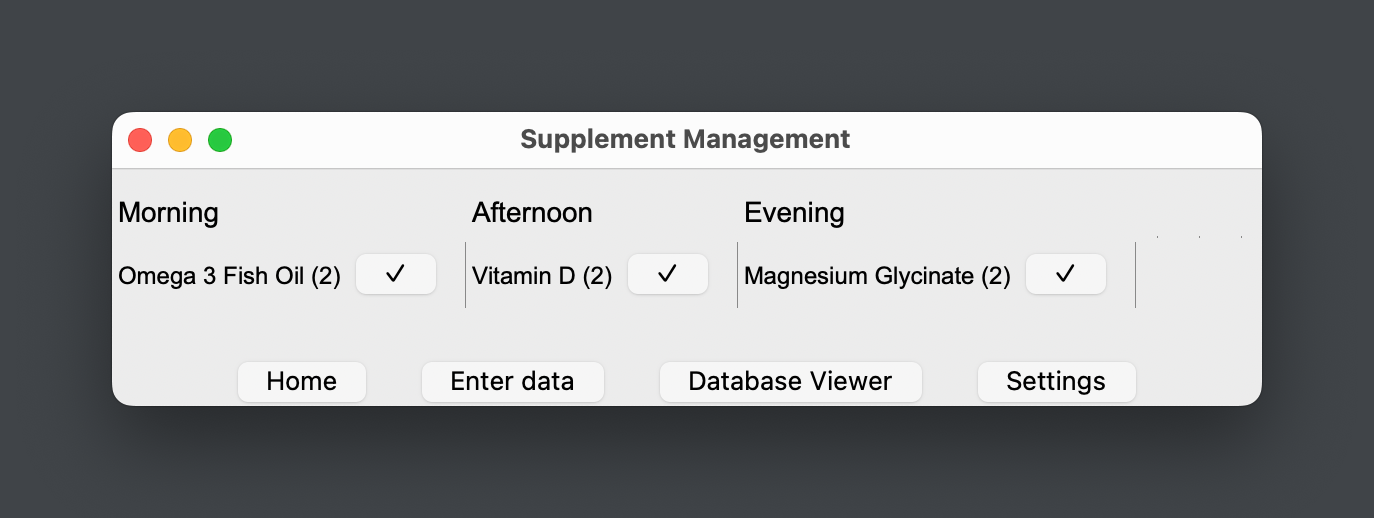 Supplement Management
Morning Afternoon Evening
Omega 3 Fish Oil (2) ✓ Vitamin D (2) ✓ Magnesium Glycinate (2) ✓
Home Enter data Database Viewer Settings